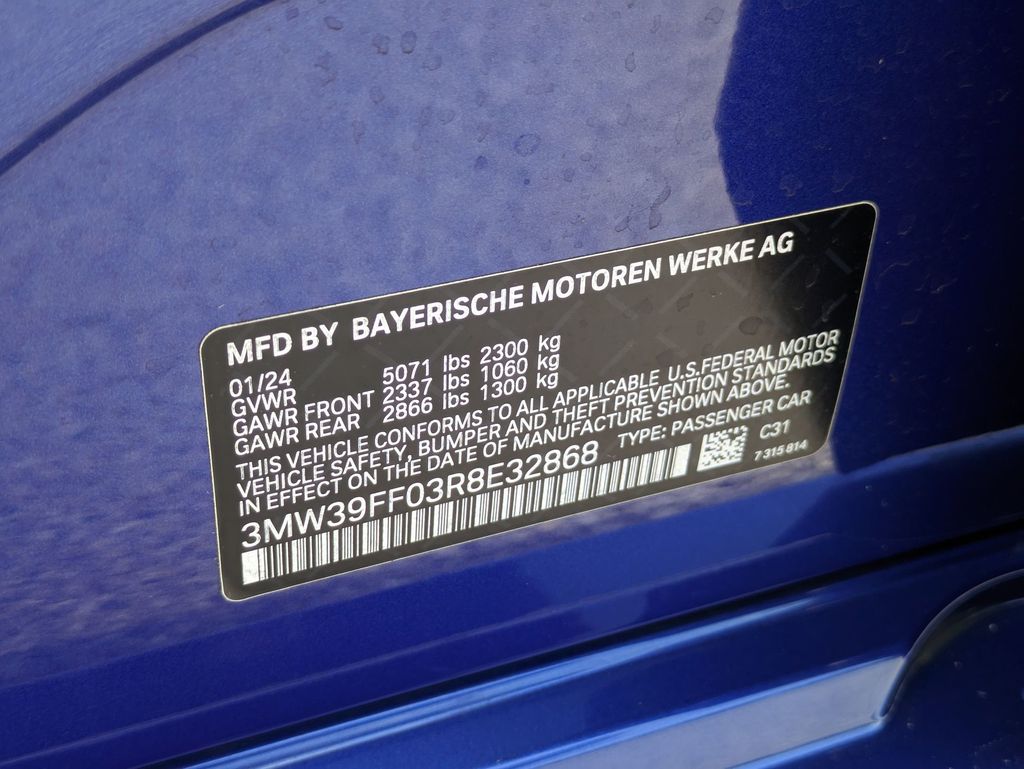 MFD BY BAYERISCHE MOTOREN WERKE AG
01/24
GVWR 5071 lbs 2300 kg
GAWR FRONT 2337 lbs 1060 kg
GAWR REAR 2866 lbs 1300 kg
THIS VEHICLE CONFORMS TO ALL APPLICABLE U.S.FEDERAL MOTOR
VEHICLE SAFETY, BUMPER AND THEFT PREVENTION STANDARDS
IN EFFECT ON THE DATE OF MANUFACTURE SHOWN ABOVE.
3MW39FF03R8E32868 TYPE: PASSENGER CAR
C31
7 315 814